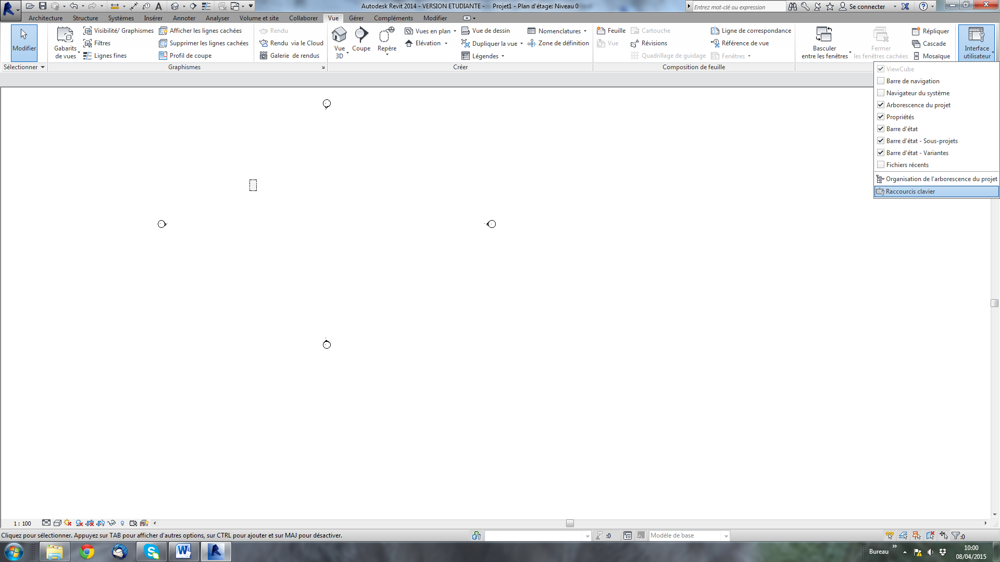 Autodesk Revit 2014 - VERSION ETUDIANTE - Projet1 - Plan d'étage: Niveau 0
Entrez mot-clé ou expression
Se connecter
Architecture Structure Systèmes Insérer Annoter Analyser Volume et site Collaborer Vue Gérer Compléments Modifier
Modifier
Sélectionner
Gabarits de vues
Visibilité/ Graphismes
Filtres
Lignes fines
Afficher les lignes cachées
Supprimer les lignes cachées
Profil de coupe
Rendu
Rendu via le Cloud
Galerie de rendus
Graphismes
Vue 3D
Coupe
Repère
Vues en plan
Elévation
Vue de dessin
Dupliquer la vue
Légendes
Nomenclatures
Zone de définition
Créer
Feuille
Vue
Cartouche
Révisions
Quadrillage de guidage
Ligne de correspondance
Référence de vue
Fenêtres
Composition de feuille
Basculer
entre les fenêtres
Fermer
les fenêtres cachées
Répliquer
Cascade
Mosaïque
Interface
utilisateur
ViewCube
Barre de navigation
Navigateur du système
Arborescence du projet
Propriétés
Barre d'état
Barre d'état - Sous-projets
Barre d'état - Variantes
Fichiers récents
Organisation de l'arborescence du projet
Raccourcis clavier
1 : 100
Cliquez pour sélectionner. Appuyez sur TAB pour afficher d'autres options, sur CTRL pour ajouter et sur MAJ pour désactiver.
:0
Modèle de base
:0
Bureau
10:00
08/04/2015